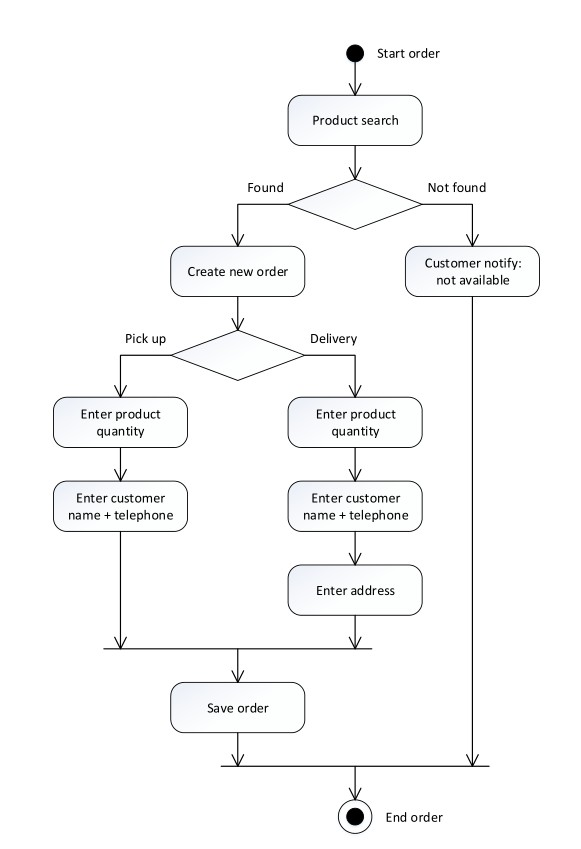 Start order
Product search
Found
Not found
Create new order
Customer notify:
not available
Pick up
Delivery
Enter product
quantity
Enter product
quantity
Enter customer
name + telephone
Enter customer
name + telephone
Enter address
Save order
End order